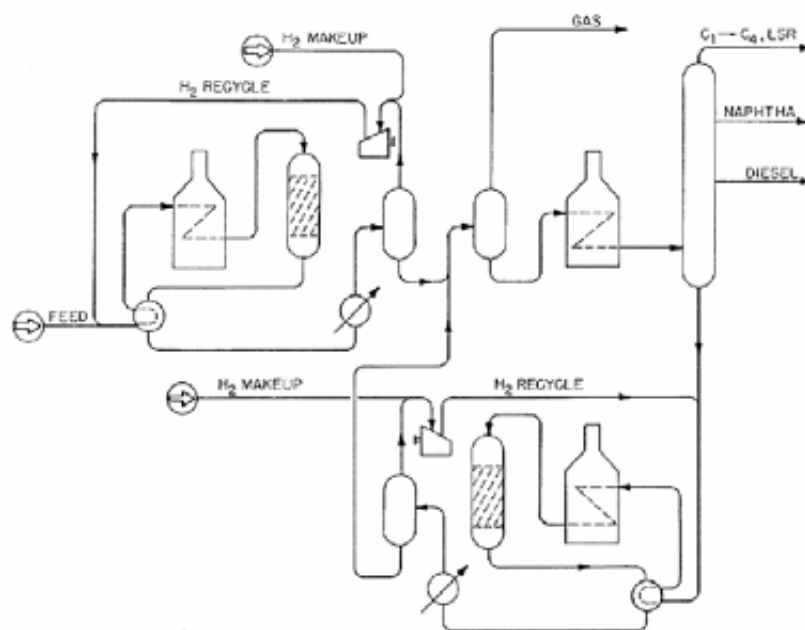 GAS
H₂ MAKEUP
C₁→C₄, LSR
H₂ RECYCLE
NAPHTHA
DIESEL
FEED
H₂ MAKEUP
H₂ RECYCLE